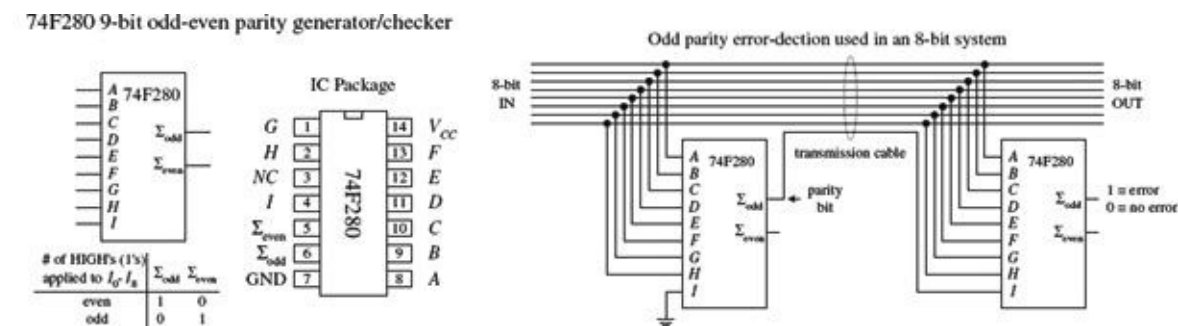 74F280 9-bit odd-even parity generator/checker
A
B
C
D
E
F
G
H
I
74F280
Σodd
Σeven
# of HIGH's (1's)
applied to I0-I8 Σodd Σeven
even 1 0
odd 0 1
IC Package
G 1 14 VCC
H 2 13 F
NC 3 12 E
I 4 11 D
Σeven 5 10 C
Σodd 6 9 B
GND 7 8 A
74F280
Odd parity error-dection used in an 8-bit system
8-bit
IN
8-bit
OUT
transmission cable
A
B
C
D
E
F
G
H
I
74F280
Σodd
Σeven
parity
bit
A
B
C
D
E
F
G
H
I
74F280
Σodd
Σeven
1 ≡ error
0 ≡ no error